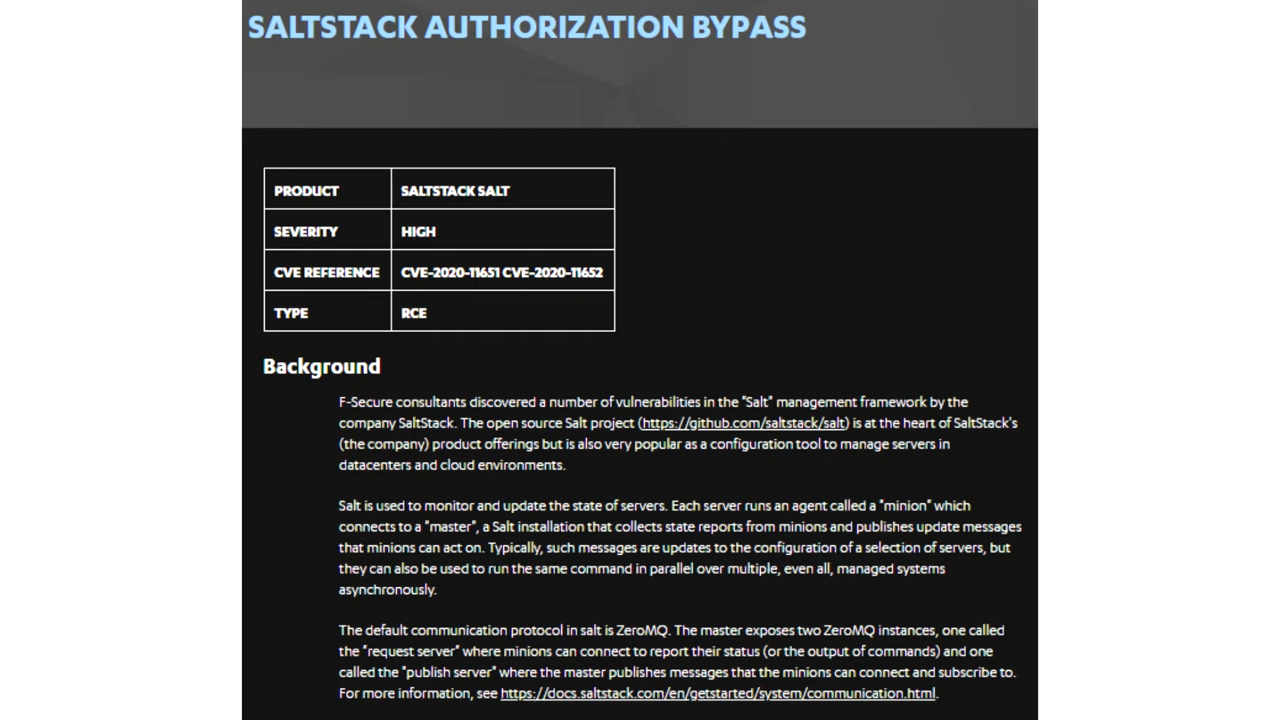 SALTSTACK AUTHORIZATION BYPASS
PRODUCT SALTSTACK SALT
SEVERITY HIGH
CVE REFERENCE CVE-2020-11651 CVE-2020-11652
TYPE RCE
Background
F-Secure consultants discovered a number of vulnerabilities in the "Salt" management framework by the
company SaltStack. The open source Salt project (https://github.com/saltstack/salt) is at the heart of SaltStack's
(the company) product offerings but is also very popular as a configuration tool to manage servers in
datacenters and cloud environments.
Salt is used to monitor and update the state of servers. Each server runs an agent called a "minion" which
connects to a "master", a Salt installation that collects state reports from minions and publishes update messages
that minions can act on. Typically, such messages are updates to the configuration of a selection of servers, but
they can also be used to run the same command in parallel over multiple, even all, managed systems
asynchronously.
The default communication protocol in salt is ZeroMQ. The master exposes two ZeroMQ instances, one called
the "request server" where minions can connect to report their status (or the output of commands) and one
called the "publish server" where the master publishes messages that the minions can connect and subscribe to.
For more information, see https://docs.saltstack.com/en/getstarted/system/communication.html.